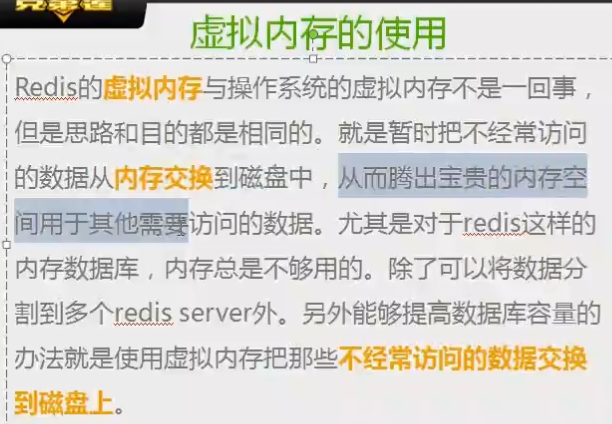 虚拟内存的使用
Redis的虚拟内存与操作系统的虚拟内存不是一回事，
但是思路和目的都是相同的。就是暂时把不经常访问
的数据从内存交换到磁盘中，从而腾出宝贵的内存空
间用于其他需要访问的数据。尤其是对于redis这样的
内存数据库，内存总是不够用的。除了可以将数据分
割到多个redis server外。另外能够提高数据库容量的
办法就是使用虚拟内存把那些不经常访问的数据交换
到磁盘上。